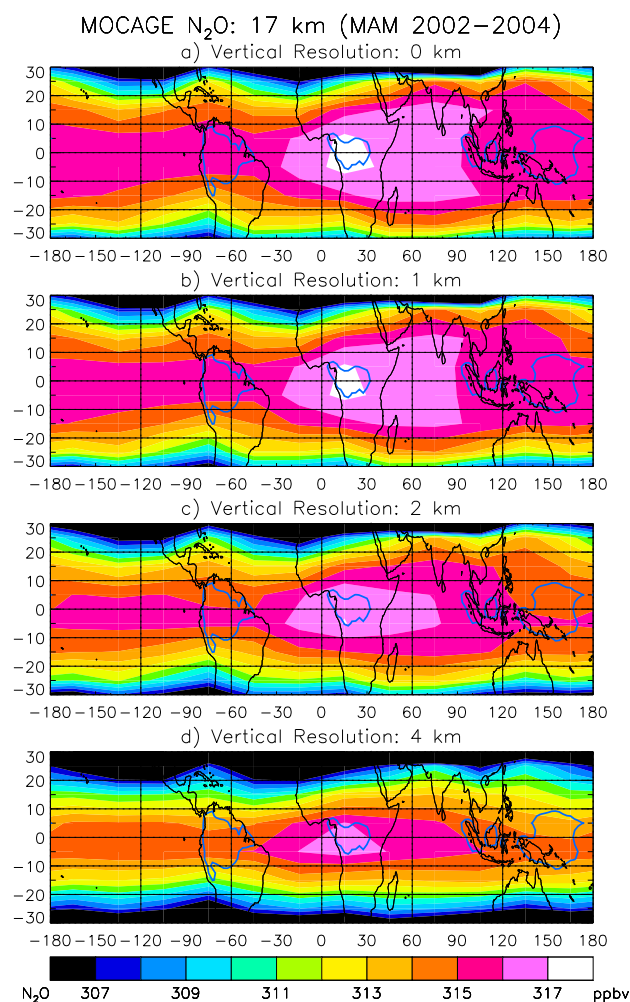 MOCAGE N₂O: 17 km (MAM 2002−2004)
a) Vertical Resolution: 0 km
30
20
10
0
−10
−20
−30
−180 −150 −120 −90 −60 −30 0 30 60 90 120 150 180
b) Vertical Resolution: 1 km
30
20
10
0
−10
−20
−30
−180 −150 −120 −90 −60 −30 0 30 60 90 120 150 180
c) Vertical Resolution: 2 km
30
20
10
0
−10
−20
−30
−180 −150 −120 −90 −60 −30 0 30 60 90 120 150 180
d) Vertical Resolution: 4 km
30
20
10
0
−10
−20
−30
−180 −150 −120 −90 −60 −30 0 30 60 90 120 150 180
N₂O 307 309 311 313 315 317 ppbv